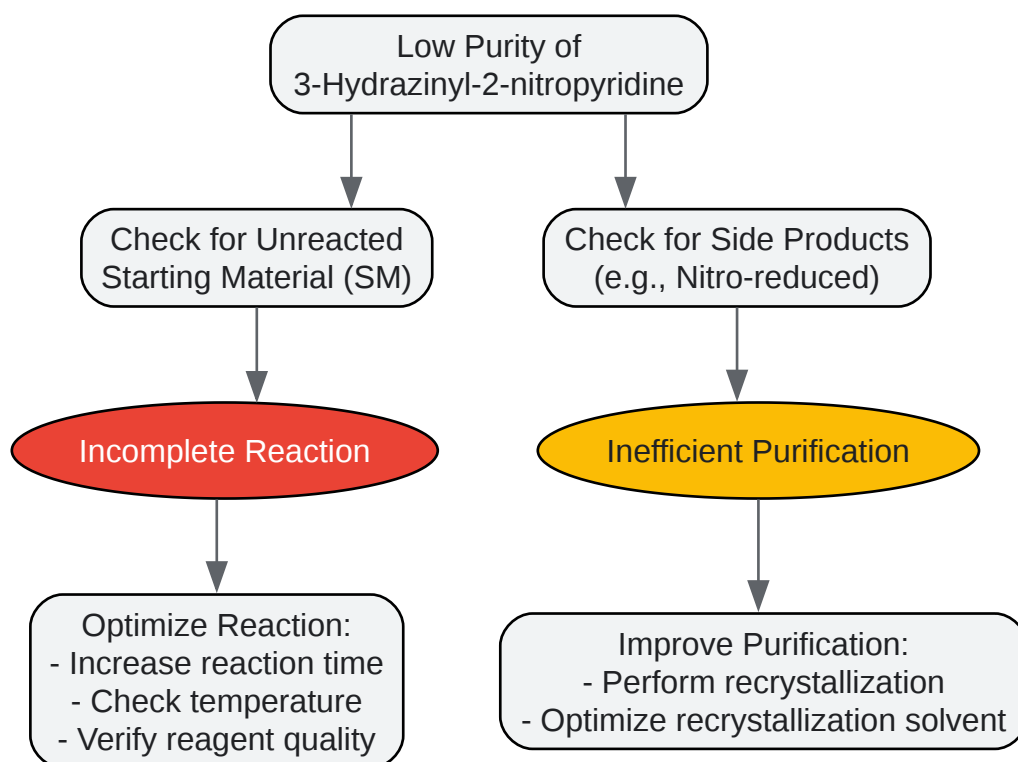 Low Purity of
3-Hydrazinyl-2-nitropyridine
Check for Unreacted
Starting Material (SM)
Check for Side Products
(e.g., Nitro-reduced)
Incomplete Reaction
Inefficient Purification
Optimize Reaction:
- Increase reaction time
- Check temperature
- Verify reagent quality
Improve Purification:
- Perform recrystallization
- Optimize recrystallization solvent